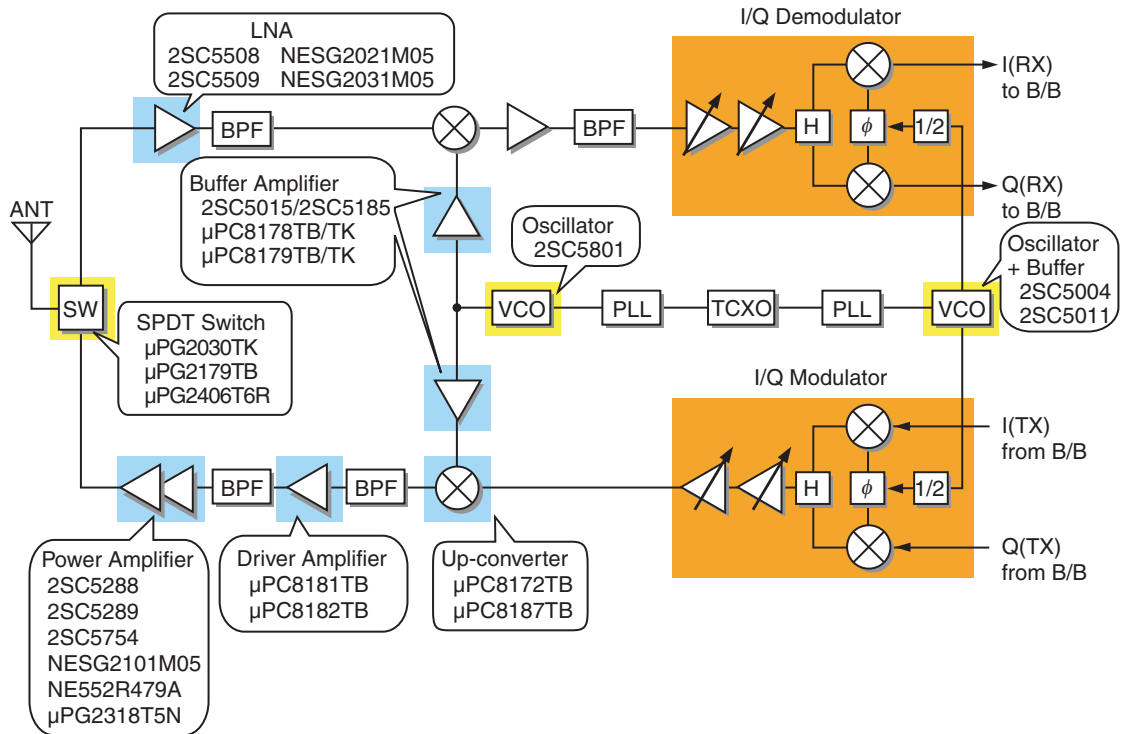 LNA
2SC5508 NESG2021M05
2SC5509 NESG2031M05
I/Q Demodulator
BPF
BPF
H
ϕ
1/2
I(RX)
to B/B
Q(RX)
to B/B
Buffer Amplifier
2SC5015/2SC5185
µPC8178TB/TK
µPC8179TB/TK
ANT
SW
SPDT Switch
µPG2030TK
µPG2179TB
µPG2406T6R
Oscillator
2SC5801
VCO
PLL
TCXO
PLL
VCO
Oscillator
+ Buffer
2SC5004
2SC5011
I/Q Modulator
I(TX)
from B/B
H
ϕ
1/2
Q(TX)
from B/B
BPF
BPF
Power Amplifier
2SC5288
2SC5289
2SC5754
NESG2101M05
NE552R479A
µPG2318T5N
Driver Amplifier
µPC8181TB
µPC8182TB
Up-converter
µPC8172TB
µPC8187TB